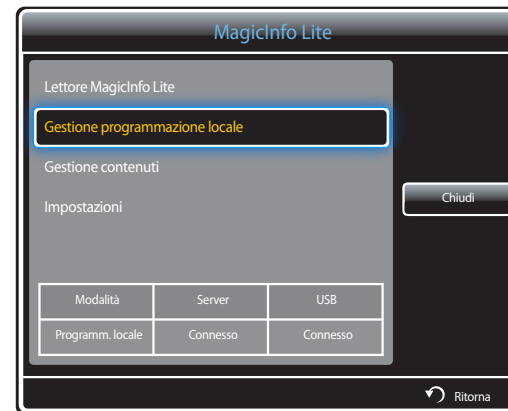 MagicInfo Lite
Lettore MagicInfo Lite
Gestione programmazione locale
Gestione contenuti
Impostazioni
Chiudi
Modalità Server USB
Programm. locale Connesso Connesso
Ritorna